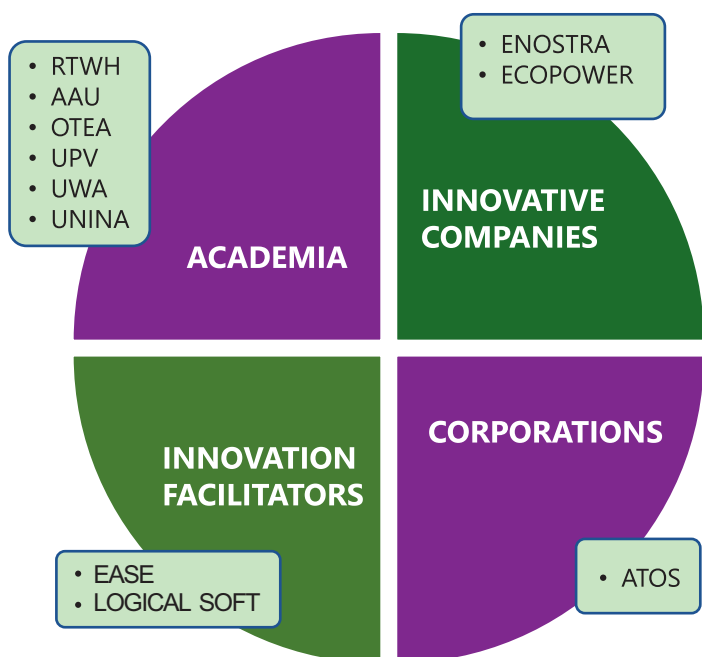 • RTWH
• AAU
• OTEA
• UPV
• UWA
• UNINA
ACADEMIA
• ENOSTRA
• ECOPOWER
INNOVATIVE
COMPANIES
INNOVATION
FACILITATORS
• EASE
• LOGICAL SOFT
CORPORATIONS
• ATOS